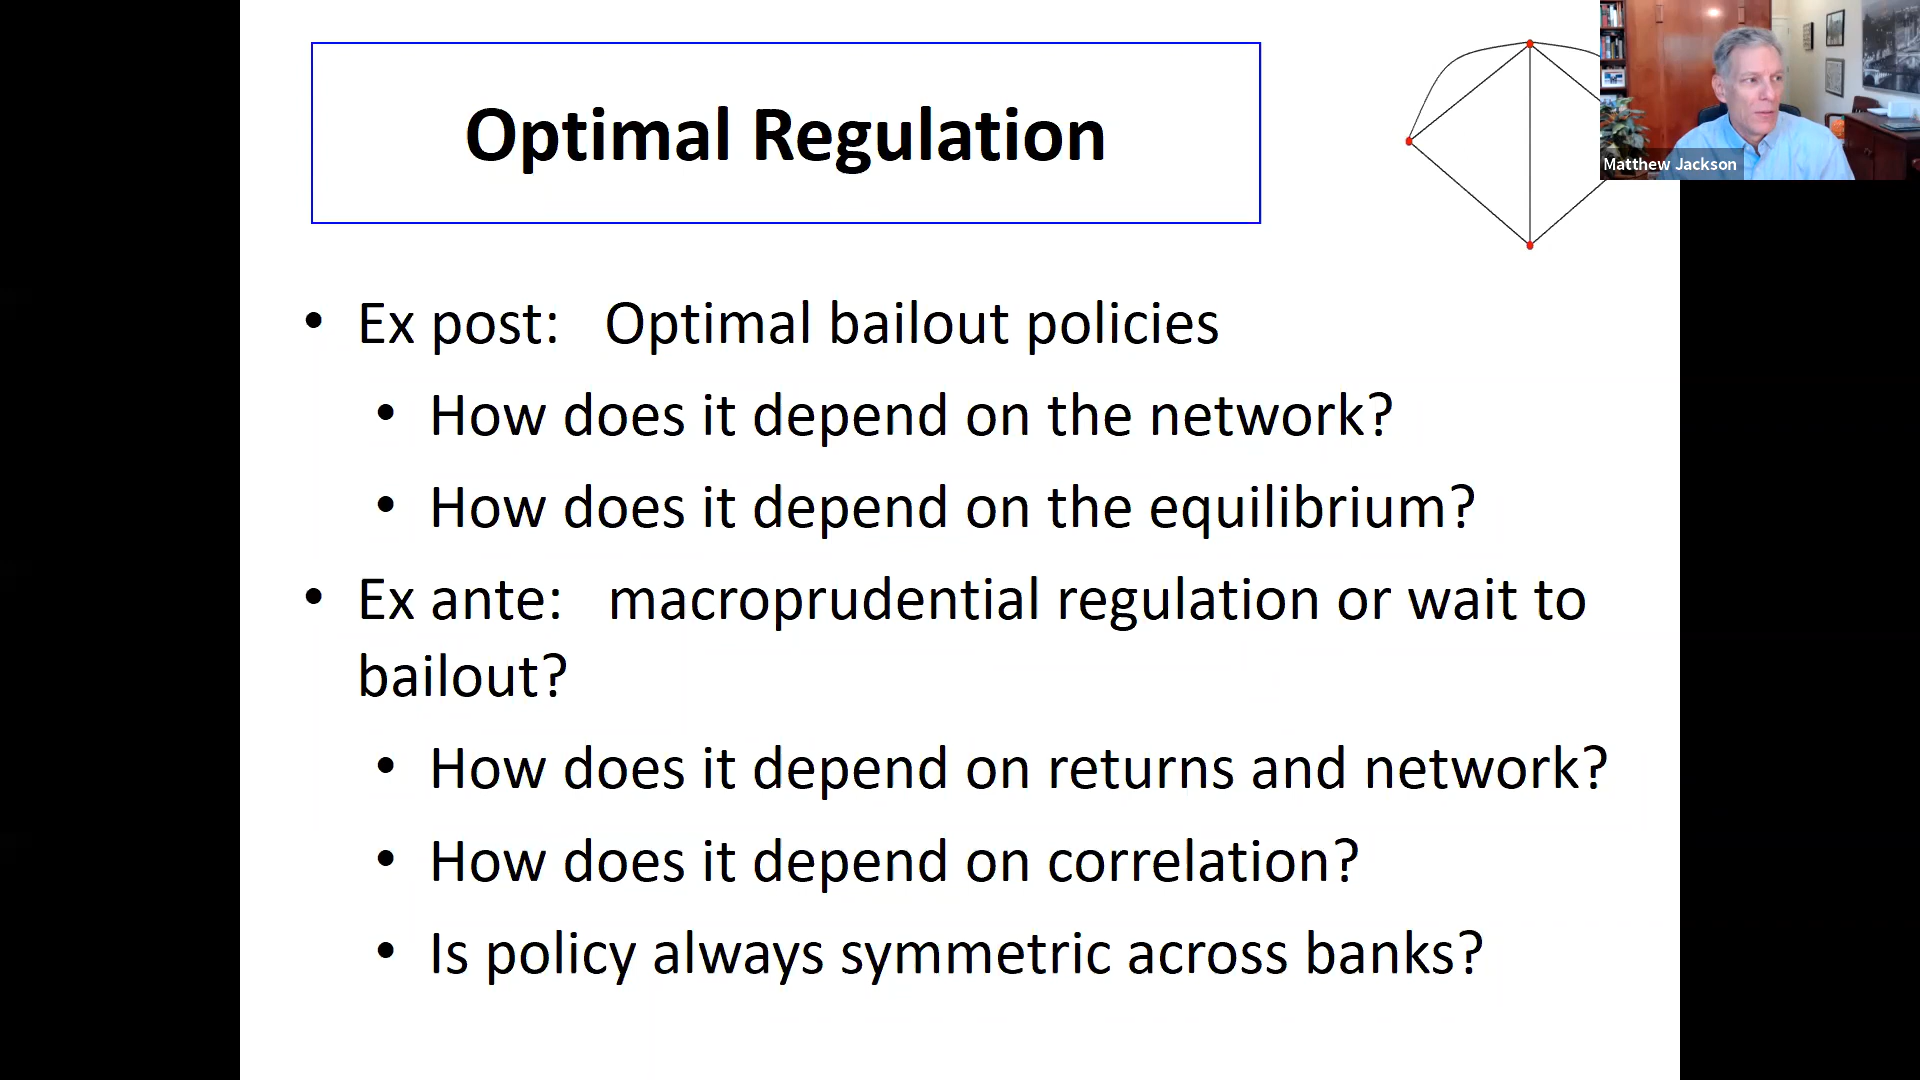 Optimal Regulation
Matthew Jackson
• Ex post: Optimal bailout policies
• How does it depend on the network?
• How does it depend on the equilibrium?
• Ex ante: macroprudential regulation or wait to
bailout?
• How does it depend on returns and network?
• How does it depend on correlation?
• Is policy always symmetric across banks?